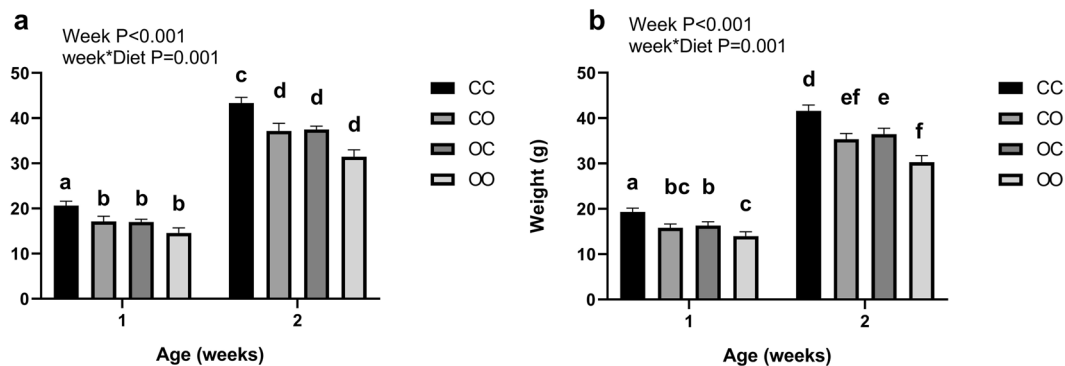 a
Week P<0.001
week*Diet P=0.001
50
40
30
20
10
0
a
b
b
b
c
d
d
d
1
2
Age (weeks)
CC
CO
OC
OO
b
Week P<0.001
week*Diet P=0.001
Weight (g)
50
40
30
20
10
0
a
bc
b
c
d
ef
e
f
1
2
Age (weeks)
CC
CO
OC
OO